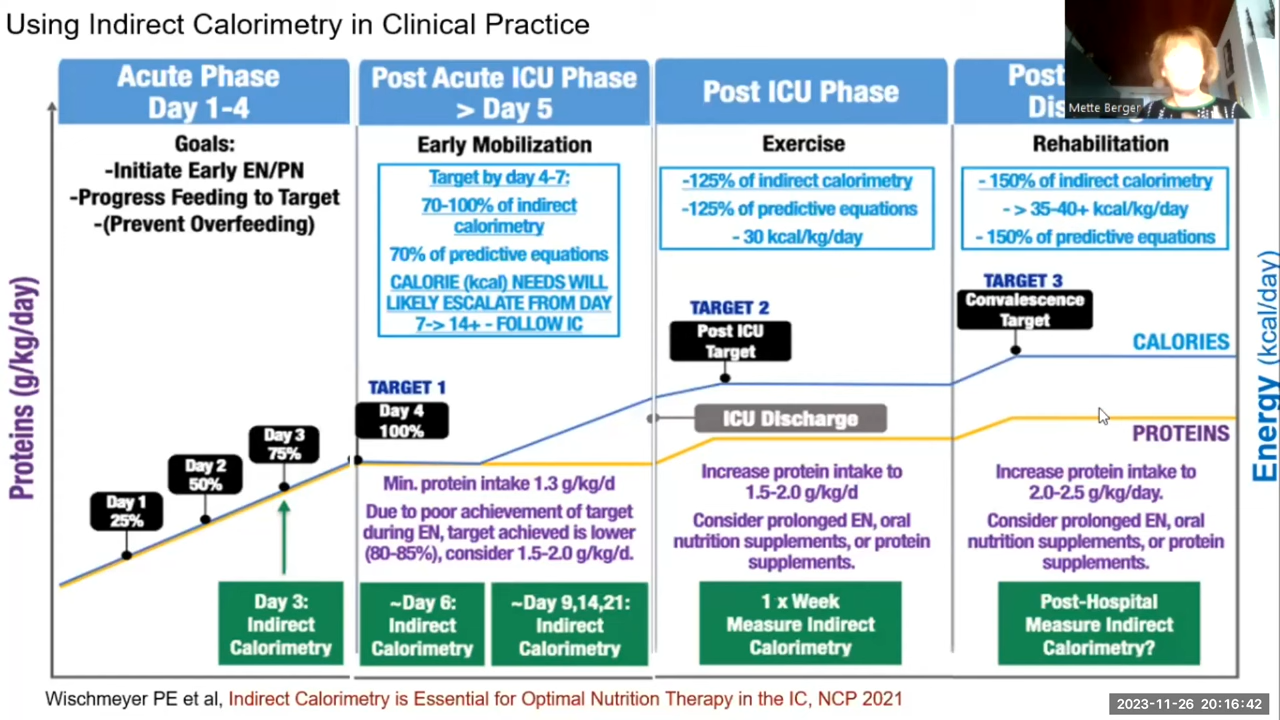 Using Indirect Calorimetry in Clinical Practice
Acute Phase
Day 1-4
Post Acute ICU Phase
> Day 5
Post ICU Phase
Post
Mette Berger
Goals:
-Initiate Early EN/PN
-Progress Feeding to Target
-(Prevent Overfeeding)
Early Mobilization
Target by day 4-7:
70-100% of indirect
calorimetry
70% of predictive equations
CALORIE (kcal) NEEDS WILL
LIKELY ESCALATE FROM DAY
7-> 14+ - FOLLOW IC
Exercise
-125% of indirect calorimetry
-125% of predictive equations
- 30 kcal/kg/day
Rehabilitation
- 150% of indirect calorimetry
- > 35-40+ kcal/kg/day
- 150% of predictive equations
Proteins (g/kg/day)
Day 1
25%
Day 2
50%
Day 3
75%
TARGET 1
Day 4
100%
TARGET 2
Post ICU
Target
ICU Discharge
TARGET 3
Convalescence
Target
CALORIES
PROTEINS
Energy (kcal/day)
Min. protein intake 1.3 g/kg/d
Due to poor achievement of target
during EN, target achieved is lower
(80-85%), consider 1.5-2.0 g/kg/d.
Increase protein intake to
1.5-2.0 g/kg/d
Consider prolonged EN, oral
nutrition supplements, or protein
supplements.
Increase protein intake to
2.0-2.5 g/kg/day.
Consider prolonged EN, oral
nutrition supplements, or protein
supplements.
Day 3:
Indirect
Calorimetry
~Day 6:
Indirect
Calorimetry
~Day 9,14,21:
Indirect
Calorimetry
1 x Week
Measure Indirect
Calorimetry
Post-Hospital
Measure Indirect
Calorimetry?
Wischmeyer PE et al, Indirect Calorimetry is Essential for Optimal Nutrition Therapy in the IC, NCP 2021
2023-11-26 20:16:42